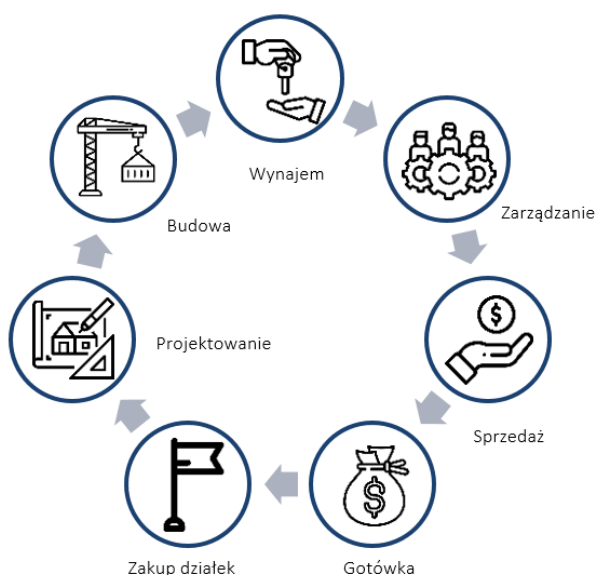 Wynajem
Zarządzanie
Sprzedaż
Gotówka
Zakup działek
Projektowanie
Budowa
$
$